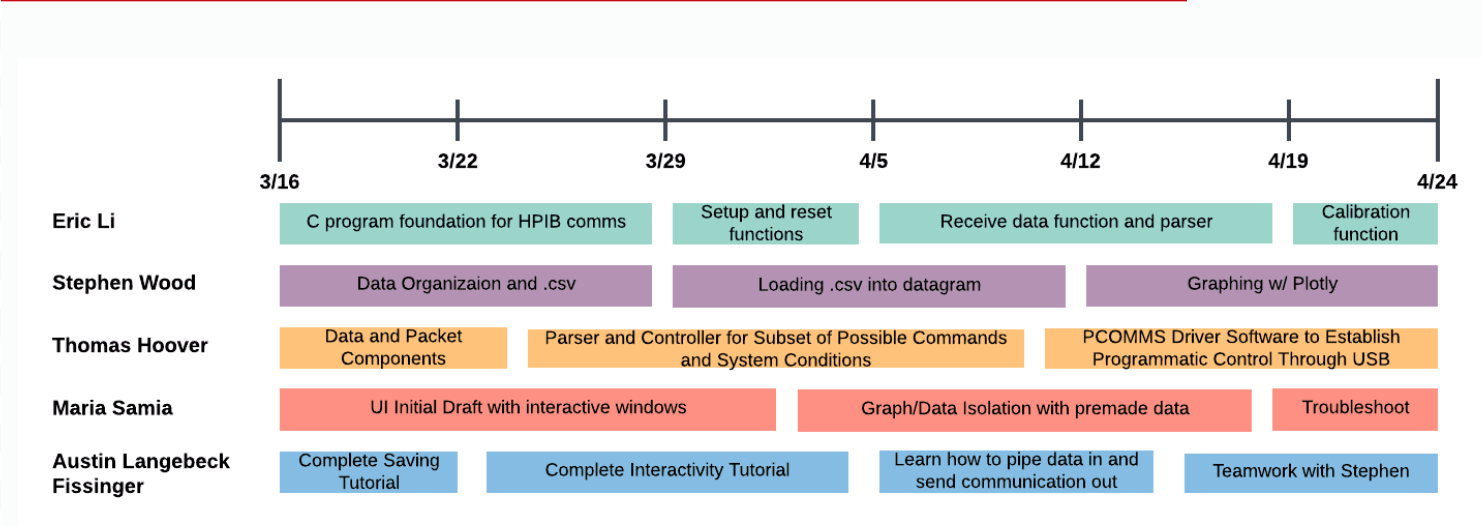 3/22
3/29
4/5
4/12
4/19
3/16
4/24
Eric Li
C program foundation for HPIB comms
Setup and reset
functions
Receive data function and parser
Calibration
function
Stephen Wood
Data Organizaion and .csv
Loading .csv into datagram
Graphing w/ Plotly
Thomas Hoover
Data and Packet
Components
Parser and Controller for Subset of Possible Commands
and System Conditions
PCOMMS Driver Software to Establish
Programmatic Control Through USB
Maria Samia
UI Initial Draft with interactive windows
Graph/Data Isolation with premade data
Troubleshoot
Austin Langebeck
Fissinger
Complete Saving
Tutorial
Complete Interactivity Tutorial
Learn how to pipe data in and
send communication out
Teamwork with Stephen